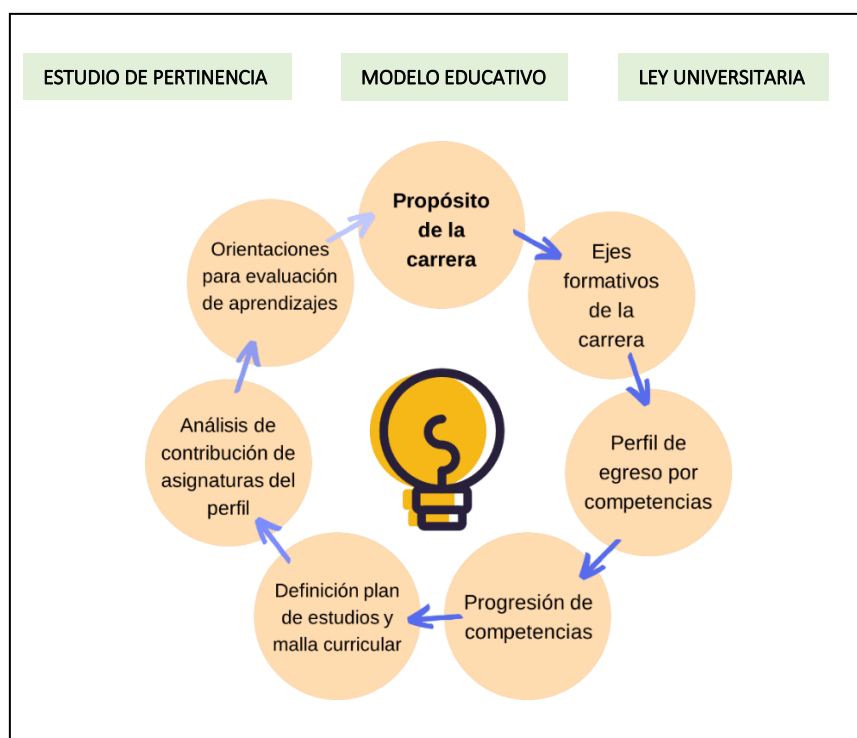 ESTUDIO DE PERTINENCIA
MODELO EDUCATIVO
LEY UNIVERSITARIA
Propósito
de la
carrera
Ejes
formativos
de la
carrera
Perfil de
egreso por
competencias
Progresión de
competencias
Definición plan
de estudios y
malla curricular
Análisis de
contribución de
asignaturas del
perfil
Orientaciones
para evaluación
de aprendizajes